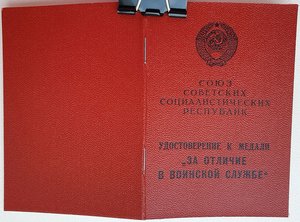 СОЮЗ
СОВЕТСКИХ
СОЦИАЛИСТИЧЕСКИХ
РЕСПУБЛИК
УДОСТОВЕРЕНИЕ К МЕДАЛИ
„ЗА ОТЛИЧИЕ
В ВОИНСКОЙ СЛУЖБЕ“